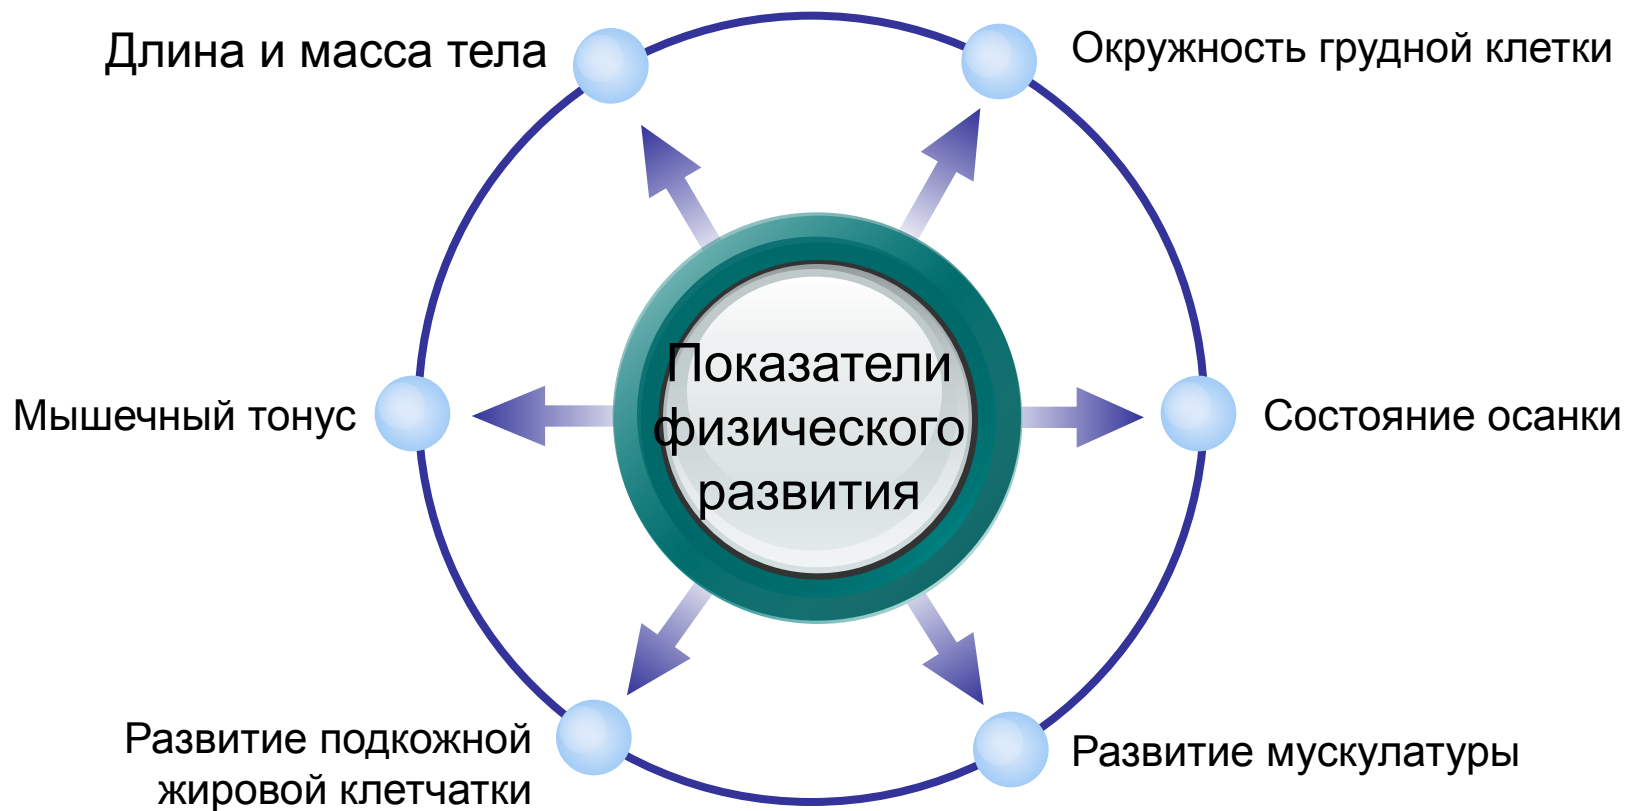 Длина и масса тела
Окружность грудной клетки
Показатели
физического
развития
Мышечный тонус
Состояние осанки
Развитие подкожной
жировой клетчатки
Развитие мускулатуры